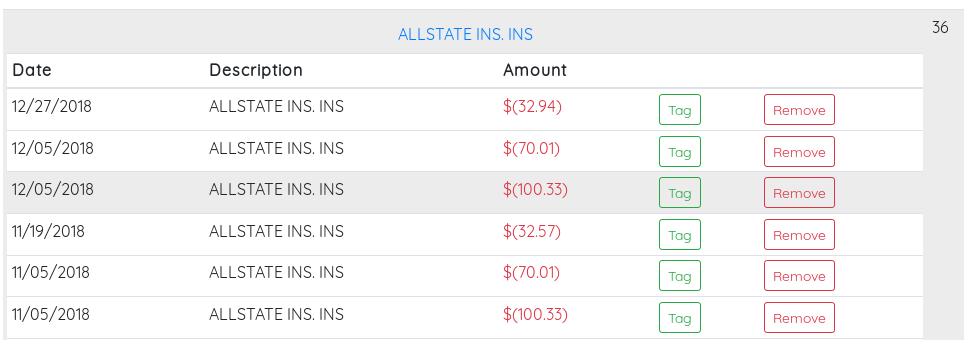 ALLSTATE INS. INS 36
Date Description Amount
12/27/2018 ALLSTATE INS. INS $(32.94) Tag Remove
12/05/2018 ALLSTATE INS. INS $(70.01) Tag Remove
12/05/2018 ALLSTATE INS. INS $(100.33) Tag Remove
11/19/2018 ALLSTATE INS. INS $(32.57) Tag Remove
11/05/2018 ALLSTATE INS. INS $(70.01) Tag Remove
11/05/2018 ALLSTATE INS. INS $(100.33) Tag Remove